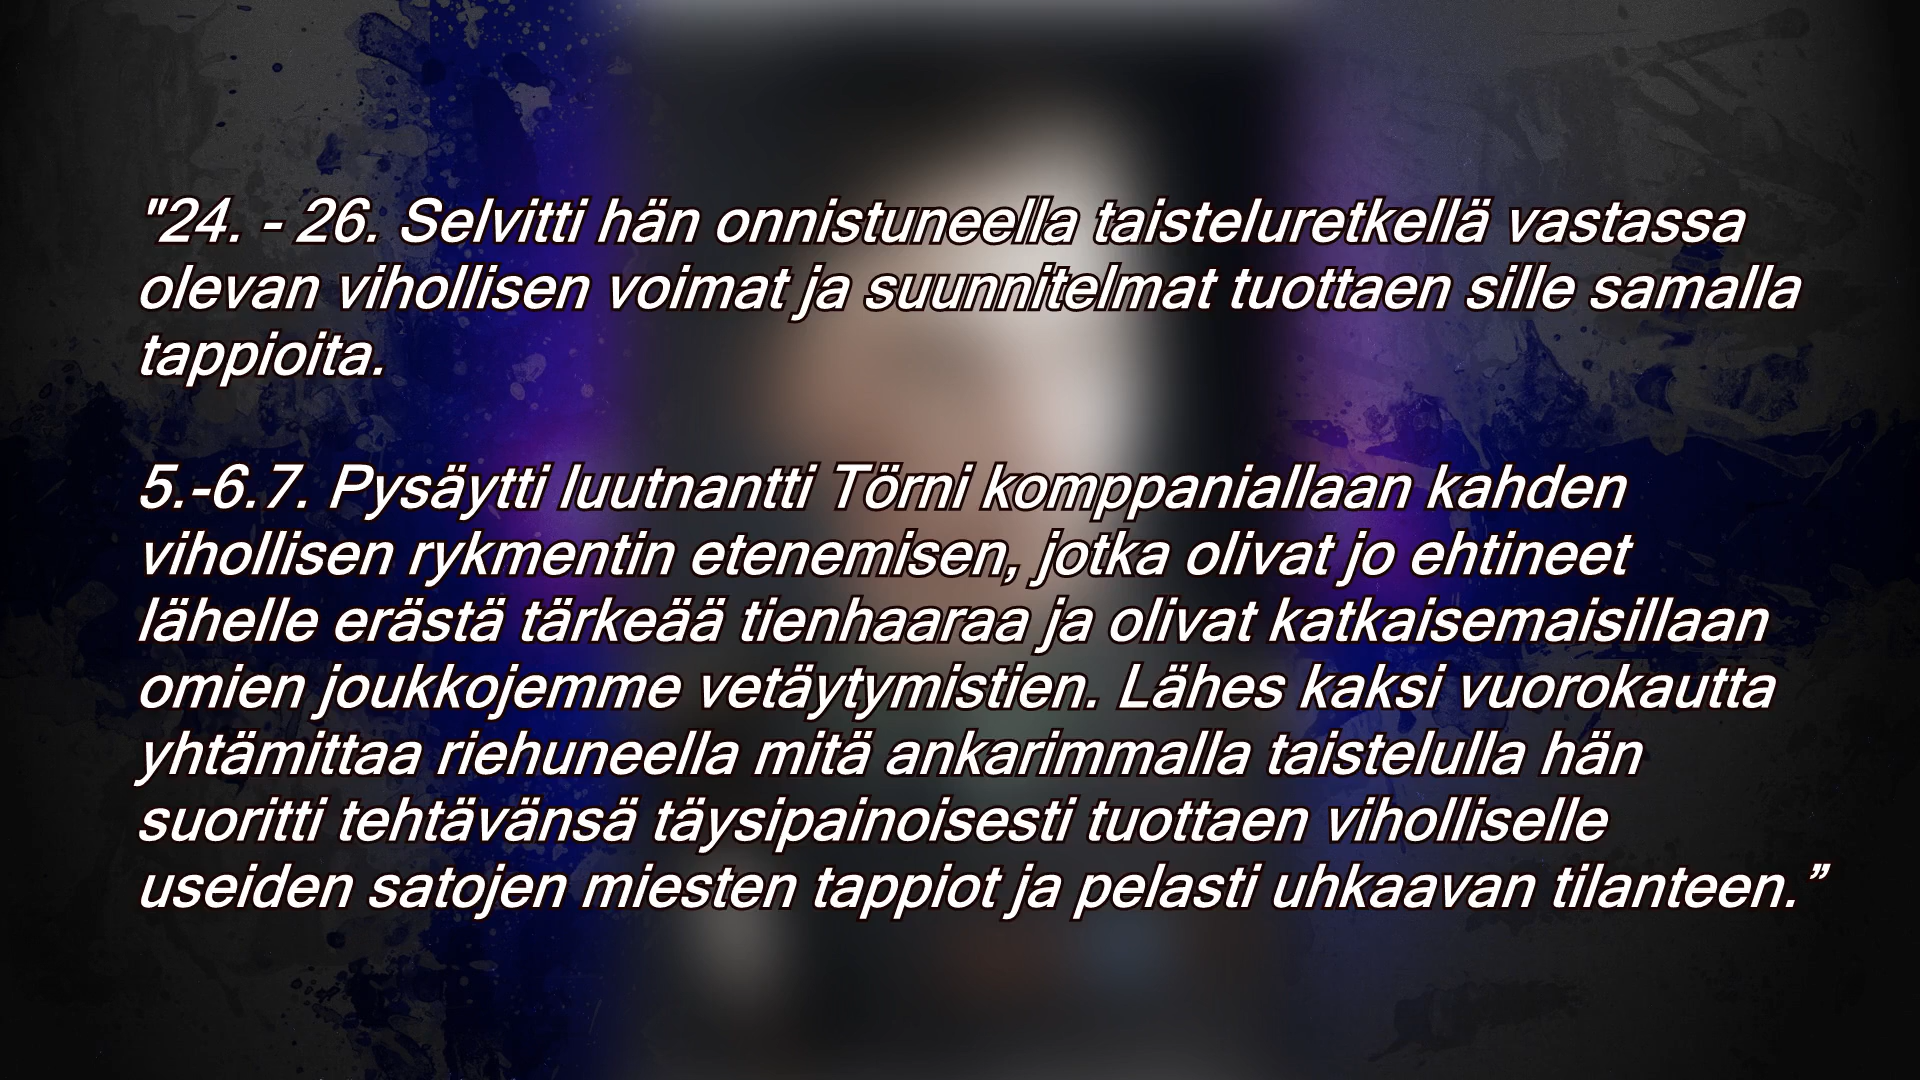 "24. - 26. Selvitti hän onnistuneella taisteluretkellä vastassa
olevan vihollisen voimat ja suunnitelmat tuottaen sille samalla
tappioita.
5.-6.7. Pysäytti luutnantti Törni komppaniallaan kahden
vihollisen rykmentin etenemisen, jotka olivat jo ehtineet
lähelle erästä tärkeää tienhaaraa ja olivat katkaisemaisillaan
omien joukkojemme vetäytymistien. Lähes kaksi vuorokautta
yhtämittaa riehuneella mitä ankarimmalla taistelulla hän
suoritti tehtävänsä täysipainoisesti tuottaen viholliselle
useiden satojen miesten tappiot ja pelasti uhkaavan tilanteen.”